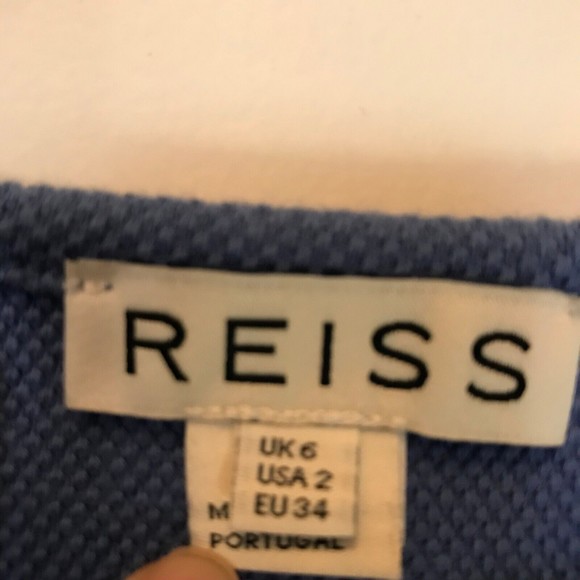 REISS
UK 6
USA 2
EU 34
M
PORTUGAL